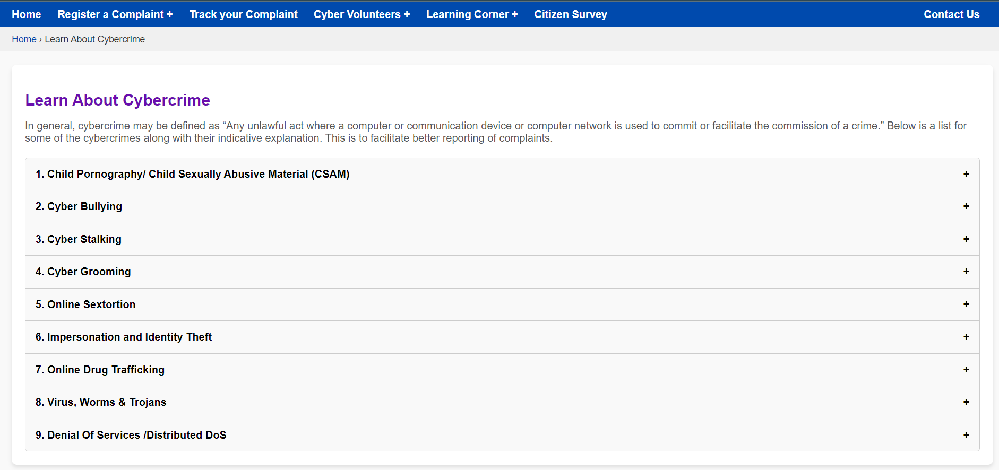 Home Register a Complaint + Track your Complaint Cyber Volunteers + Learning Corner + Citizen Survey Contact Us
Home › Learn About Cybercrime
Learn About Cybercrime
In general, cybercrime may be defined as “Any unlawful act where a computer or communication device or computer network is used to commit or facilitate the commission of a crime.” Below is a list for
some of the cybercrimes along with their indicative explanation. This is to facilitate better reporting of complaints.
1. Child Pornography/ Child Sexually Abusive Material (CSAM) +
2. Cyber Bullying +
3. Cyber Stalking +
4. Cyber Grooming +
5. Online Sextortion +
6. Impersonation and Identity Theft +
7. Online Drug Trafficking +
8. Virus, Worms & Trojans +
9. Denial Of Services /Distributed DoS +